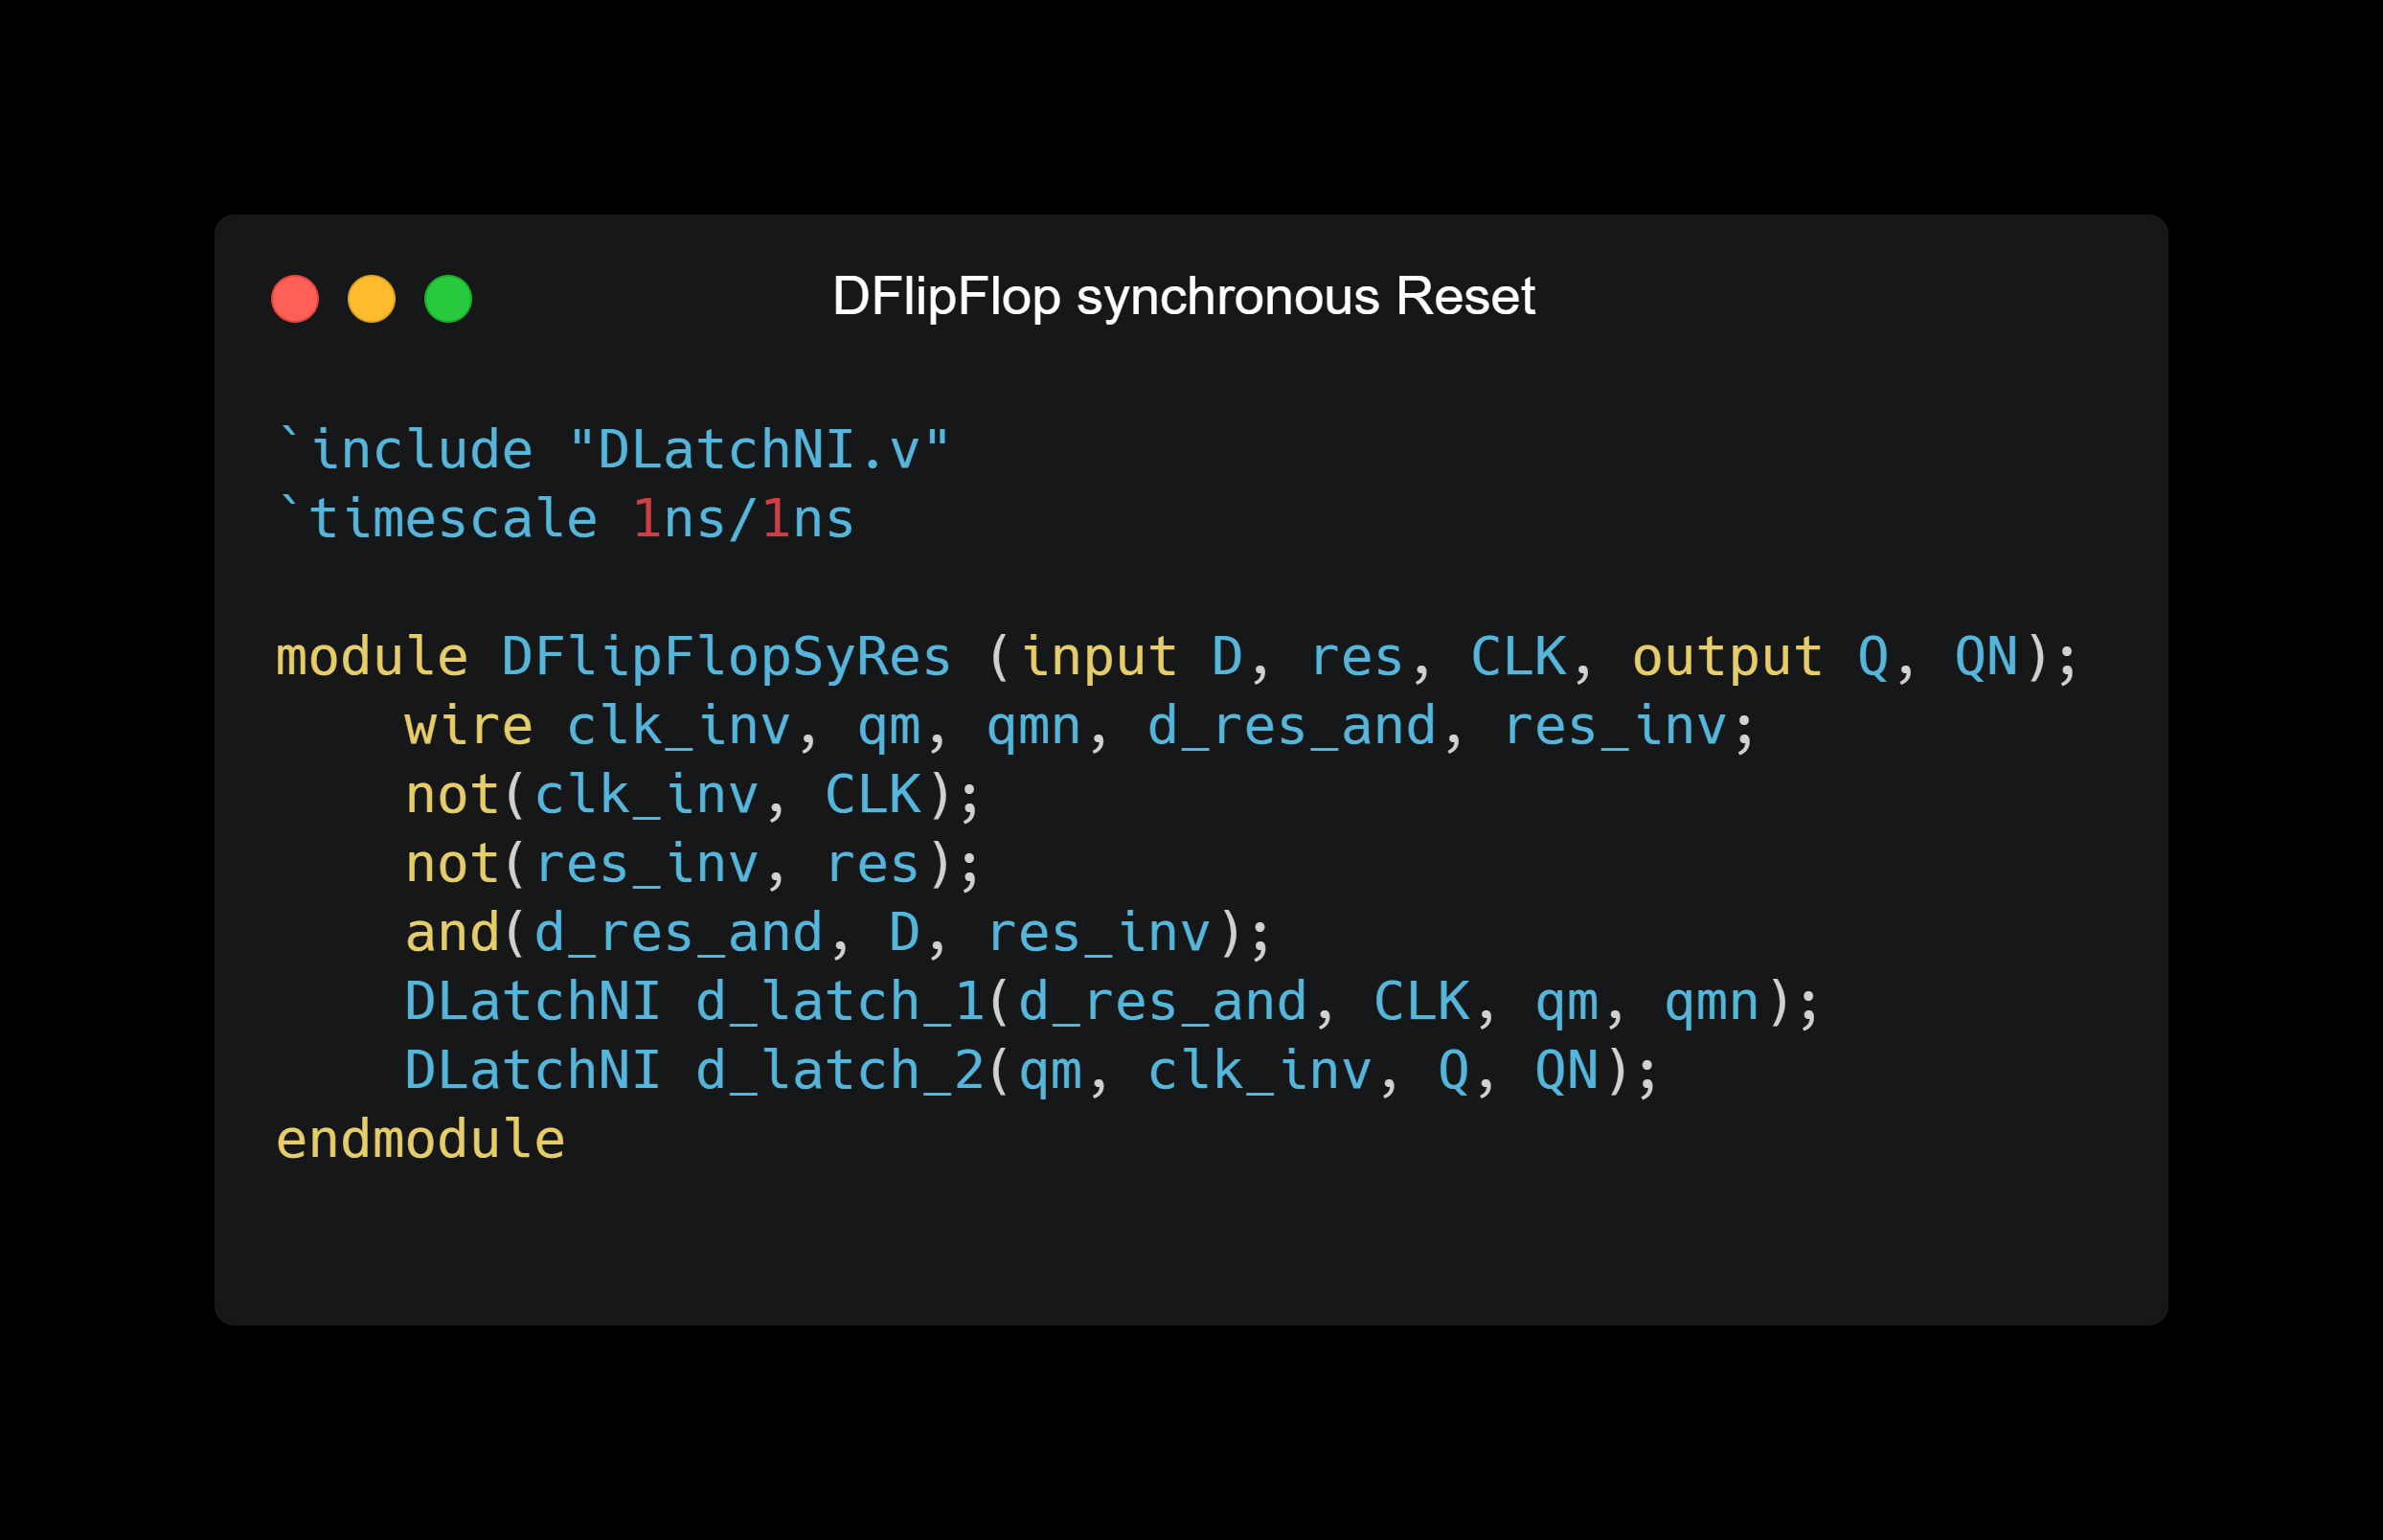 DFlipFlop synchronous Reset
`include "DLatchNI.v"
`timescale 1ns/1ns
module DFlipFlopSyRes (input D, res, CLK, output Q, QN);
    wire clk_inv, qm, qmn, d_res_and, res_inv;
    not(clk_inv, CLK);
    not(res_inv, res);
    and(d_res_and, D, res_inv);
    DLatchNI d_latch_1(d_res_and, CLK, qm, qmn);
    DLatchNI d_latch_2(qm, clk_inv, Q, QN);
endmodule